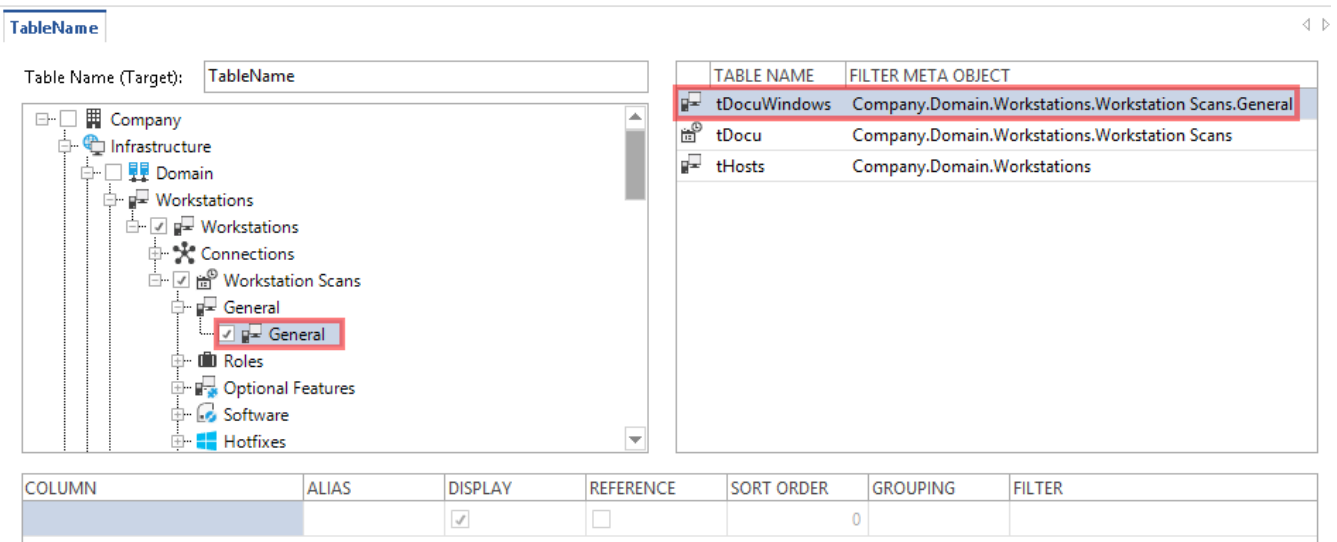 TableName
Table Name (Target): TableName
Company
Infrastructure
Domain
Workstations
Workstations
Connections
Workstation Scans
General
General
Roles
Optional Features
Software
Hotfixes
TABLE NAME FILTER META OBJECT
tDocuWindows Company.Domain.Workstations.Workstation Scans.General
tDocu Company.Domain.Workstations.Workstation Scans
tHosts Company.Domain.Workstations
COLUMN ALIAS DISPLAY REFERENCE SORT ORDER GROUPING FILTER
0